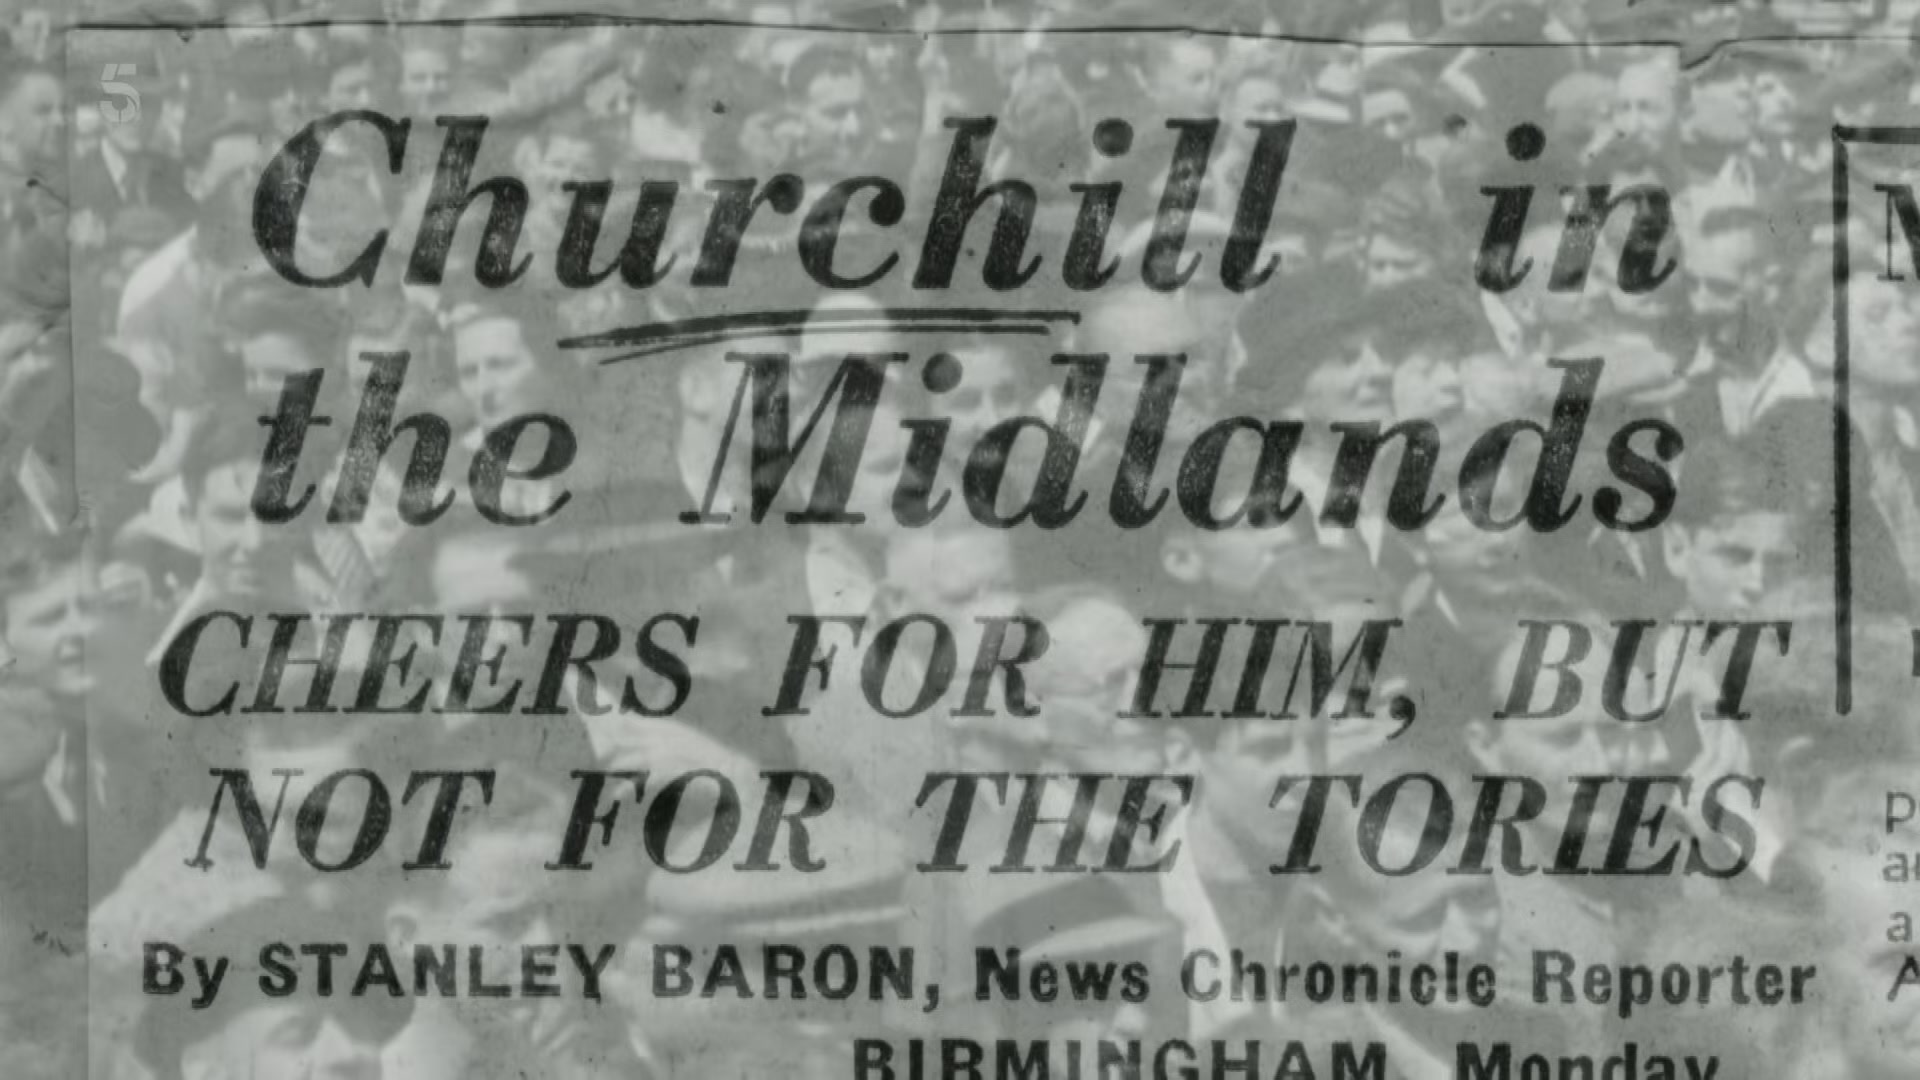 5
Churchill in
the Midlands
CHEERS FOR HIM, BUT
NOT FOR THE TORIES
By STANLEY BARON, News Chronicle Reporter
BIRMINGHAM, Monday